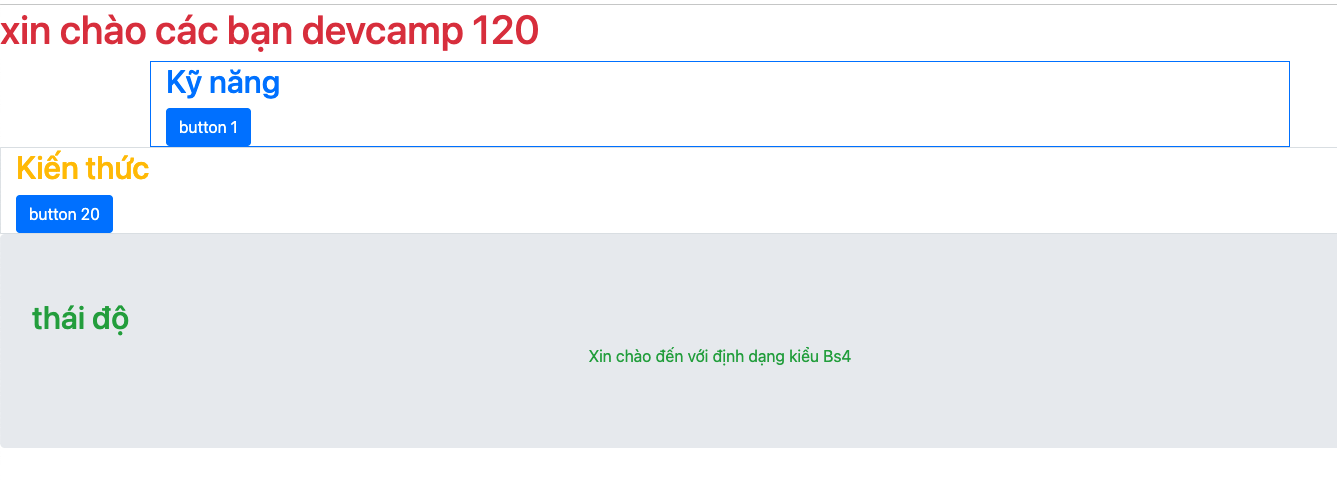 xin chào các bạn devcamp 120
Kỹ năng
button 1
Kiến thức
button 20
thái độ
Xin chào đến với định dạng kiểu Bs4